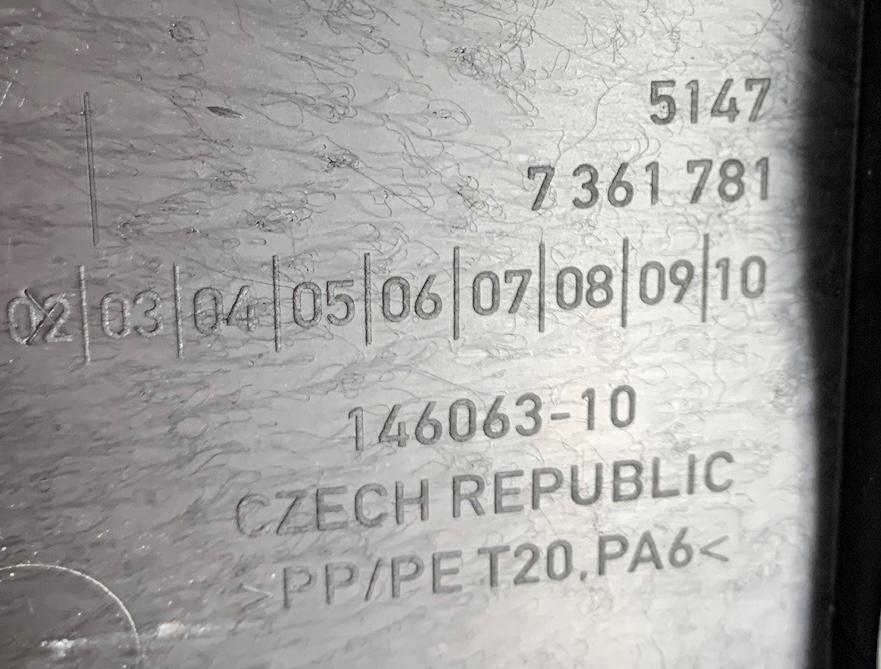 5147
7 361 781
02|03|04|05|06|07|08|09|10
146063-10
CZECH REPUBLIC
>PP/PE T20.PA6<